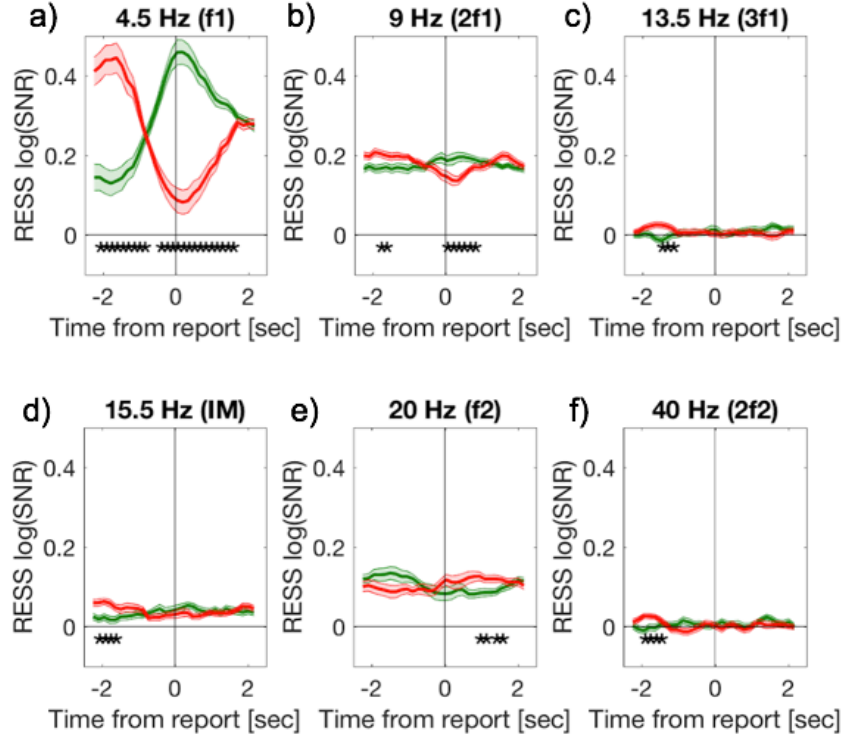 a) 4.5 Hz (f1)
RESS log(SNR)
0.4
0.2
0
*********  **************
-2 0 2
Time from report [sec]
b) 9 Hz (2f1)
RESS log(SNR)
0.4
0.2
0
** *****
-2 0 2
Time from report [sec]
c) 13.5 Hz (3f1)
RESS log(SNR)
0.4
0.2
0
***
-2 0 2
Time from report [sec]
d) 15.5 Hz (IM)
RESS log(SNR)
0.4
0.2
0
****
-2 0 2
Time from report [sec]
e) 20 Hz (f2)
RESS log(SNR)
0.4
0.2
0
** **
-2 0 2
Time from report [sec]
f) 40 Hz (2f2)
RESS log(SNR)
0.4
0.2
0
****
-2 0 2
Time from report [sec]